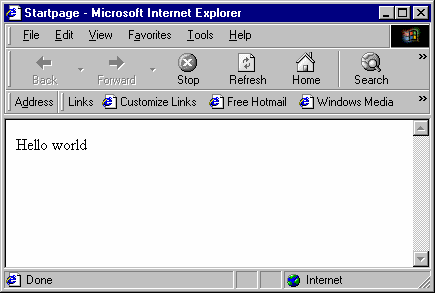 Startpage - Microsoft Internet Explorer
File Edit View Favorites Tools Help
Back Forward Stop Refresh Home Search »
Address Links Customize Links Free Hotmail Windows Media »
Hello world
Done Internet